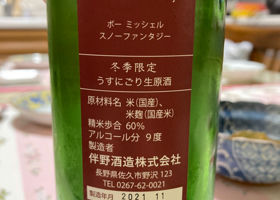 ボー ミッシェル
スノーファンタジー
冬季限定
うすにごり生原酒
原材料名 米(国産)、
米麹(国産米)
精米歩合 60%
アルコール分 9度
製造者
伴野酒造株式会社
長野県佐久市野沢 123
TEL 0267-62-0021
製造年月 2021.11